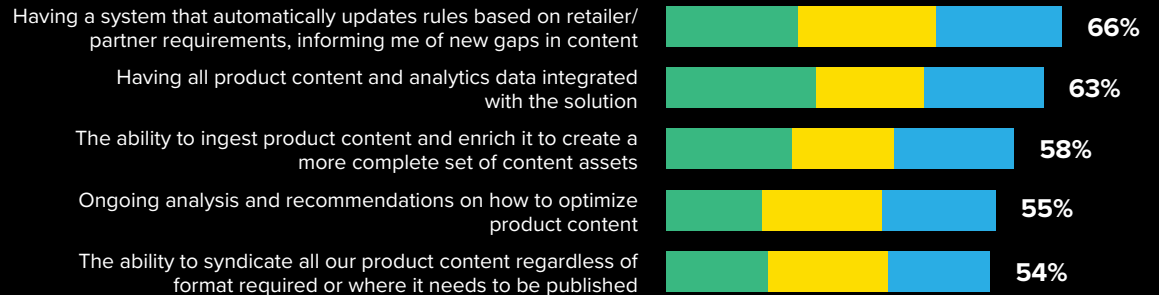 Having a system that automatically updates rules based on retailer/
partner requirements, informing me of new gaps in content
66%
Having all product content and analytics data integrated
with the solution
63%
The ability to ingest product content and enrich it to create a
more complete set of content assets
58%
Ongoing analysis and recommendations on how to optimize
product content
55%
The ability to syndicate all our product content regardless of
format required or where it needs to be published
54%